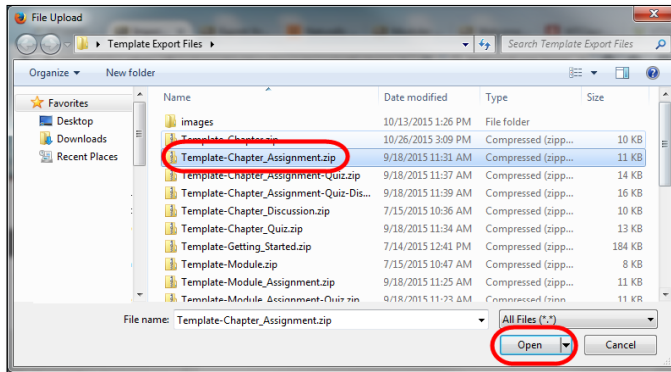 File Upload
Template Export Files
Search Template Export Files
Organize
New folder
Favorites
Desktop
Downloads
Recent Places
Name Date modified Type Size
images 10/13/2015 1:26 PM File folder
Template-Chapter.zip 10/26/2015 3:09 PM Compressed (zipp... 10 KB
Template-Chapter_Assignment.zip 9/18/2015 11:31 AM Compressed (zipp... 11 KB
Template-Chapter_Assignment-Quiz.zip 9/18/2015 11:37 AM Compressed (zipp... 14 KB
Template-Chapter_Assignment-Quiz-Dis... 9/18/2015 11:39 AM Compressed (zipp... 16 KB
Template-Chapter_Discussion.zip 7/15/2015 10:36 AM Compressed (zipp... 10 KB
Template-Chapter_Quiz.zip 9/18/2015 11:34 AM Compressed (zipp... 13 KB
Template-Getting_Started.zip 7/14/2015 12:41 PM Compressed (zipp... 184 KB
Template-Module.zip 7/15/2015 10:47 AM Compressed (zipp... 8 KB
Template-Module_Assignment.zip 9/18/2015 11:25 AM Compressed (zipp... 11 KB
Template-Module_Assignment-Quiz.zip 9/18/2015 11:23 AM Compressed (zipp... 11 KB
File name: Template-Chapter_Assignment.zip
All Files (*.*)
Open
Cancel